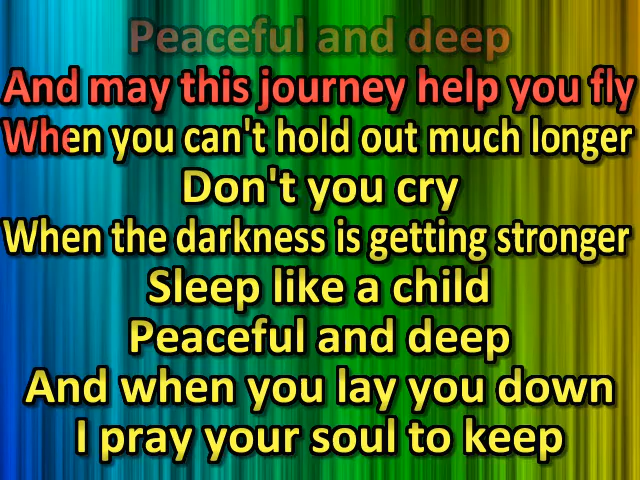 Peaceful and deep
And may this journey help you fly
When you can't hold out much longer
Don't you cry
When the darkness is getting stronger
Sleep like a child
Peaceful and deep
And when you lay you down
I pray your soul to keep